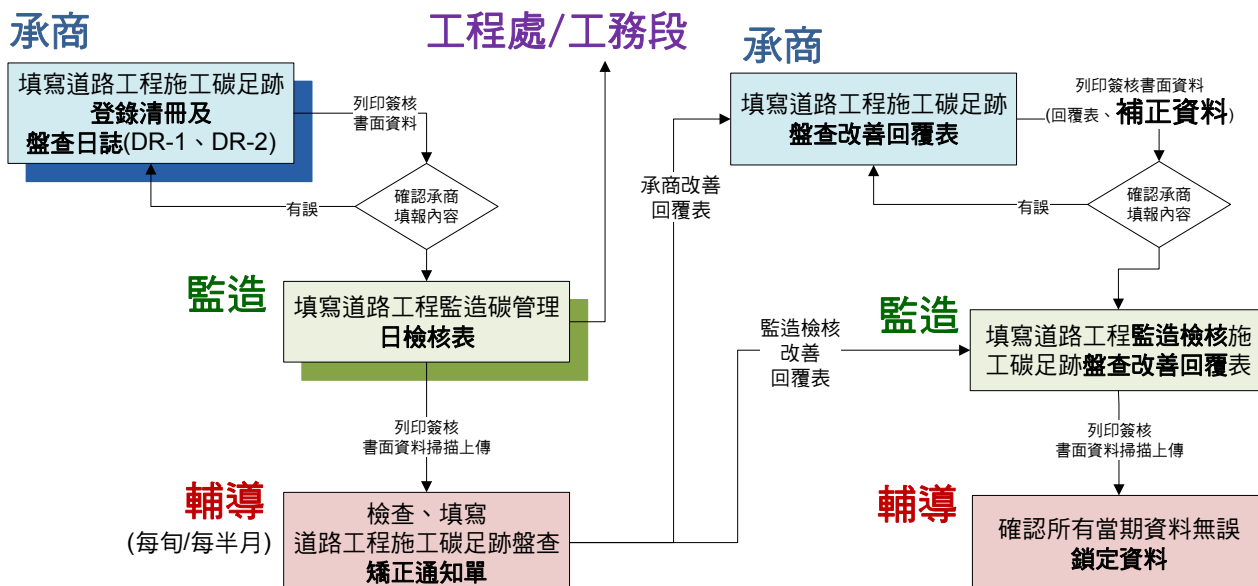 承商
填寫道路工程施工碳足跡
登錄清冊及
盤查日誌(DR-1、DR-2)
列印簽核
書面資料
確認承商
填報內容
有誤
工程處/工務段
監造
填寫道路工程監造碳管理
日檢核表
列印簽核
書面資料掃描上傳
輔導
(每旬/每半月)
檢查、填寫
道路工程施工碳足跡盤查
矯正通知單
承商改善
回覆表
監造檢核
改善
回覆表
承商
填寫道路工程施工碳足跡
盤查改善回覆表
列印簽核書面資料
(回覆表、補正資料)
確認承商
填報內容
有誤
監造
填寫道路工程監造檢核施
工碳足跡盤查改善回覆表
列印簽核
書面資料掃描上傳
輔導
確認所有當期資料無誤
鎖定資料